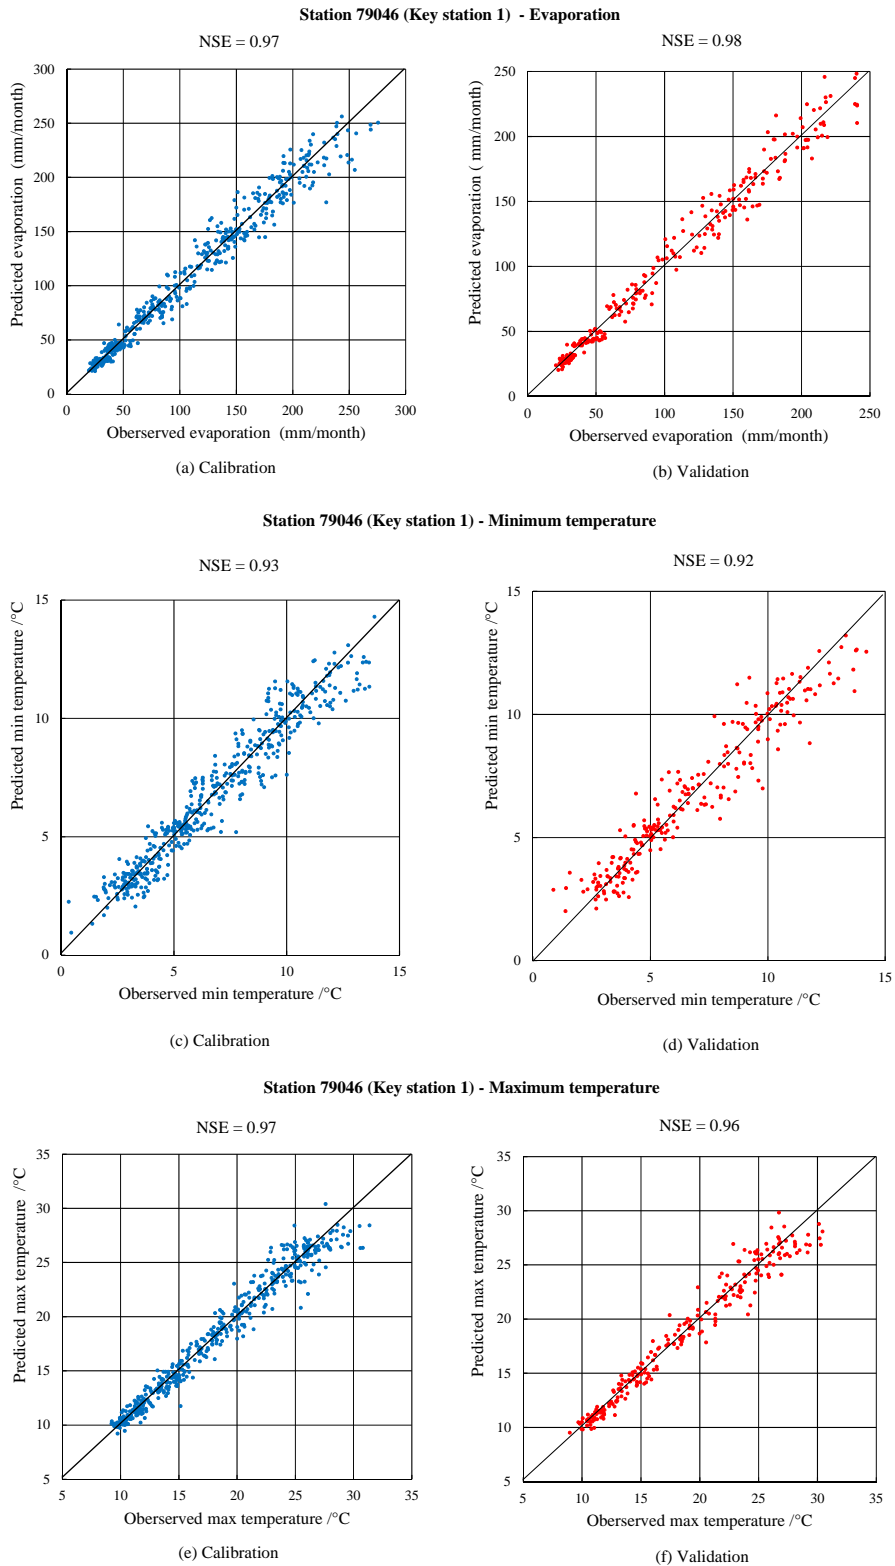 Station 79046 (Key station 1)  - Evaporation
NSE = 0.97
NSE = 0.98
Predicted evaporation  (mm/month)
300
250
200
150
100
50
0
0 50 100 150 200 250 300
Oberserved evaporation  (mm/month)
(a) Calibration
Predicted evaporation ( mm/month)
250
200
150
100
50
0
0 50 100 150 200 250
Oberserved evaporation  (mm/month)
(b) Validation
Station 79046 (Key station 1) - Minimum temperature
NSE = 0.93
NSE = 0.92
Predicted min temperature /°C
15
10
5
0
0 5 10 15
Oberserved min temperature /°C
(c) Calibration
Predicted min temperature /°C
15
10
5
0
0 5 10 15
Oberserved min temperature /°C
(d) Validation
Station 79046 (Key station 1) - Maximum temperature
NSE = 0.97
NSE = 0.96
Predicted max temperature /°C
35
30
25
20
15
10
5
5 10 15 20 25 30 35
Oberserved max temperature /°C
(e) Calibration
Predicted max temperature /°C
35
30
25
20
15
10
5
5 10 15 20 25 30 35
Oberserved max temperature /°C
(f) Validation